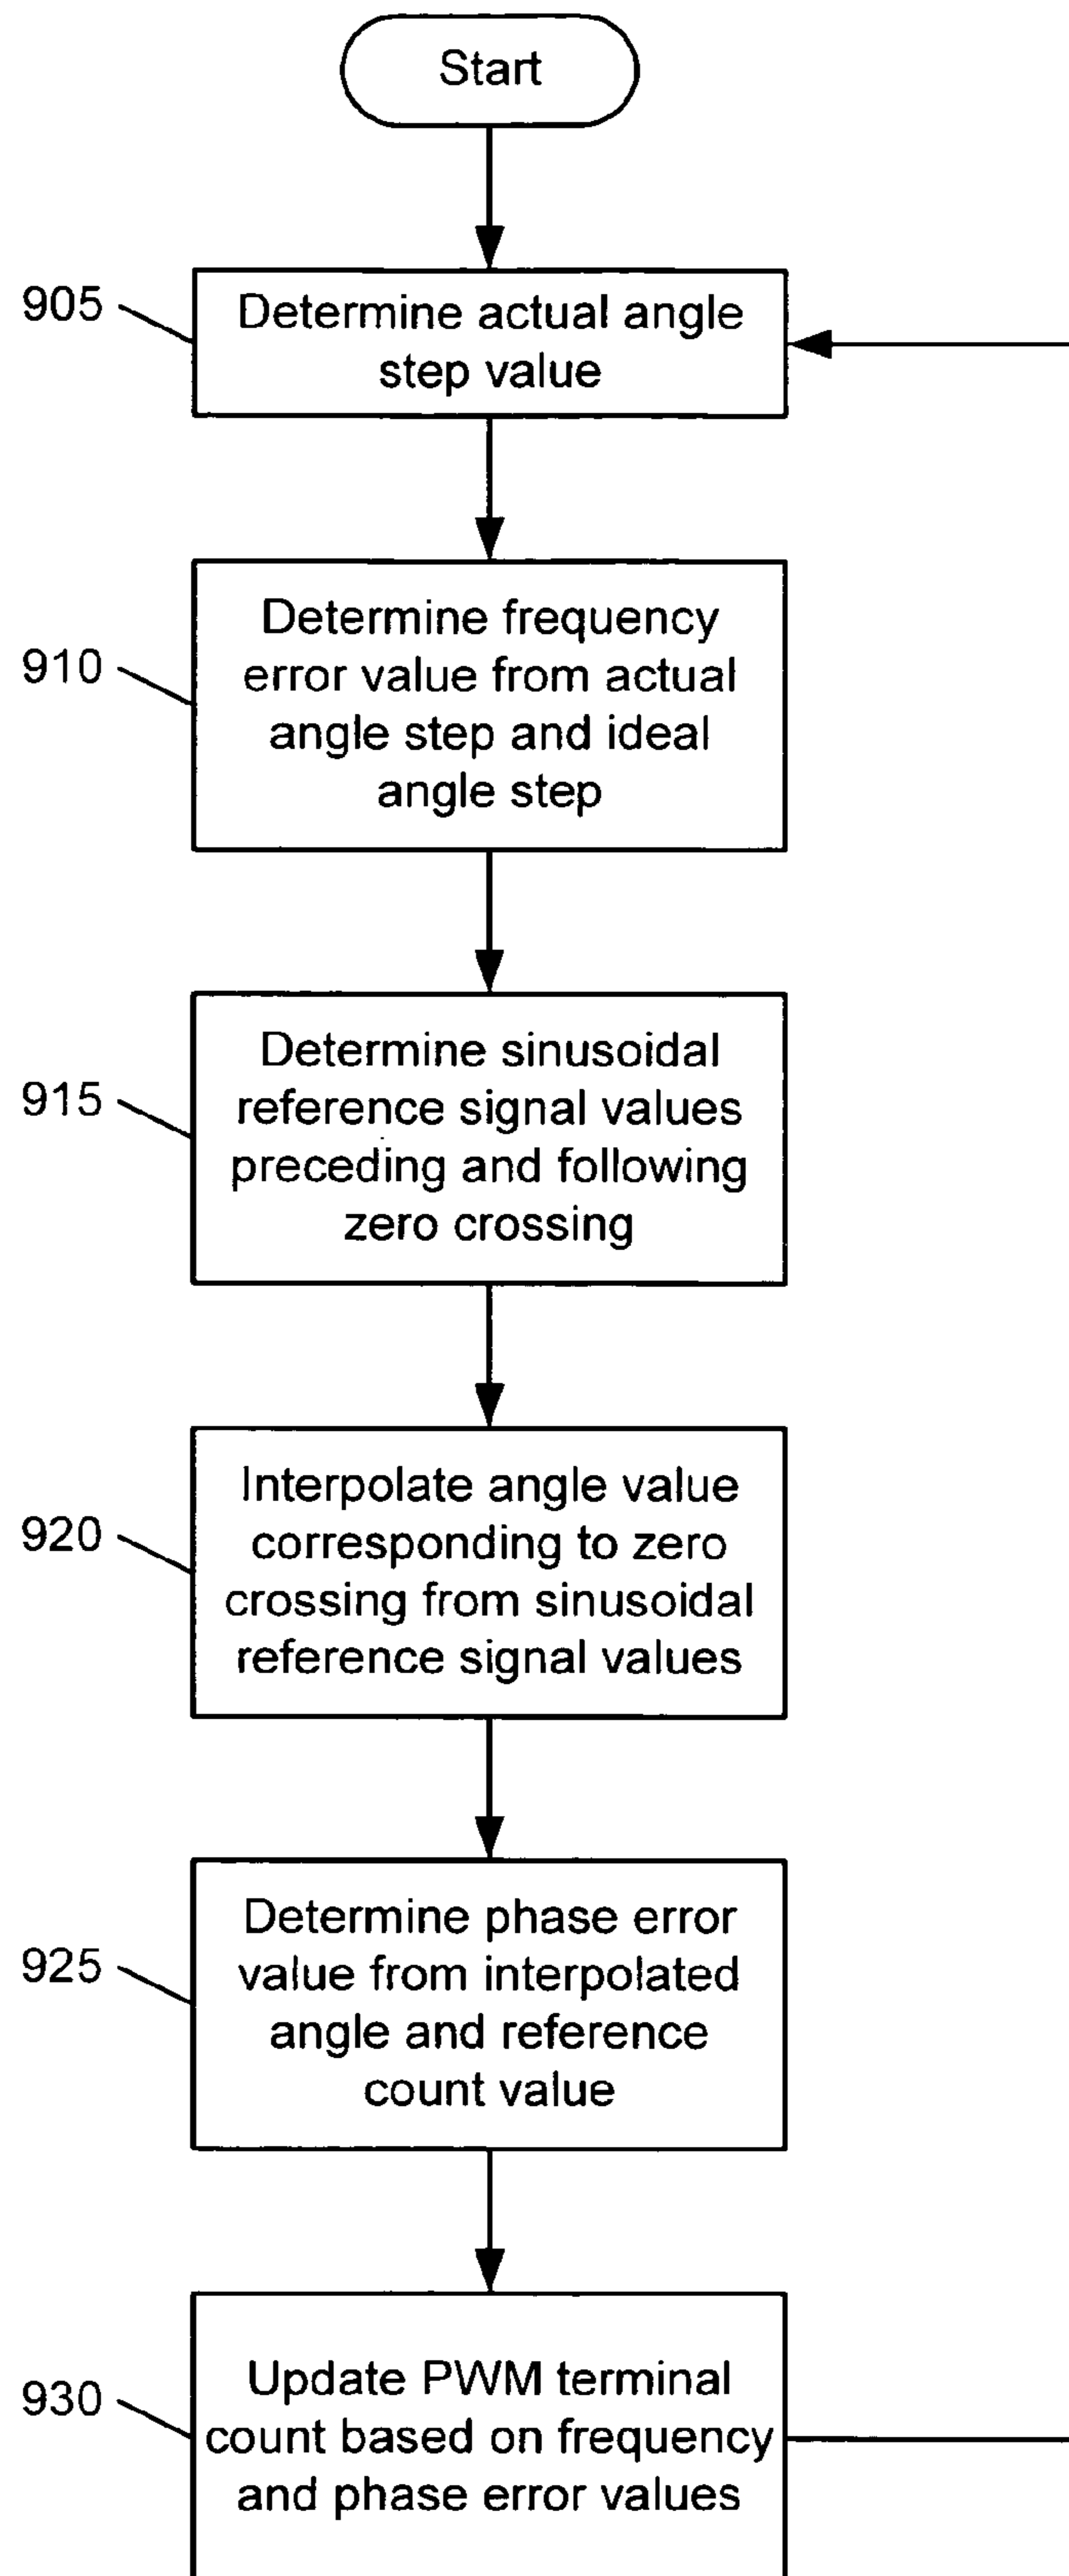 Start
905
Determine actual angle
step value
910
Determine frequency
error value from actual
angle step and ideal
angle step
915
Determine sinusoidal
reference signal values
preceding and following
zero crossing
920
Interpolate angle value
corresponding to zero
crossing from sinusoidal
reference signal values
925
Determine phase error
value from interpolated
angle and reference
count value
930
Update PWM terminal
count based on frequency
and phase error values